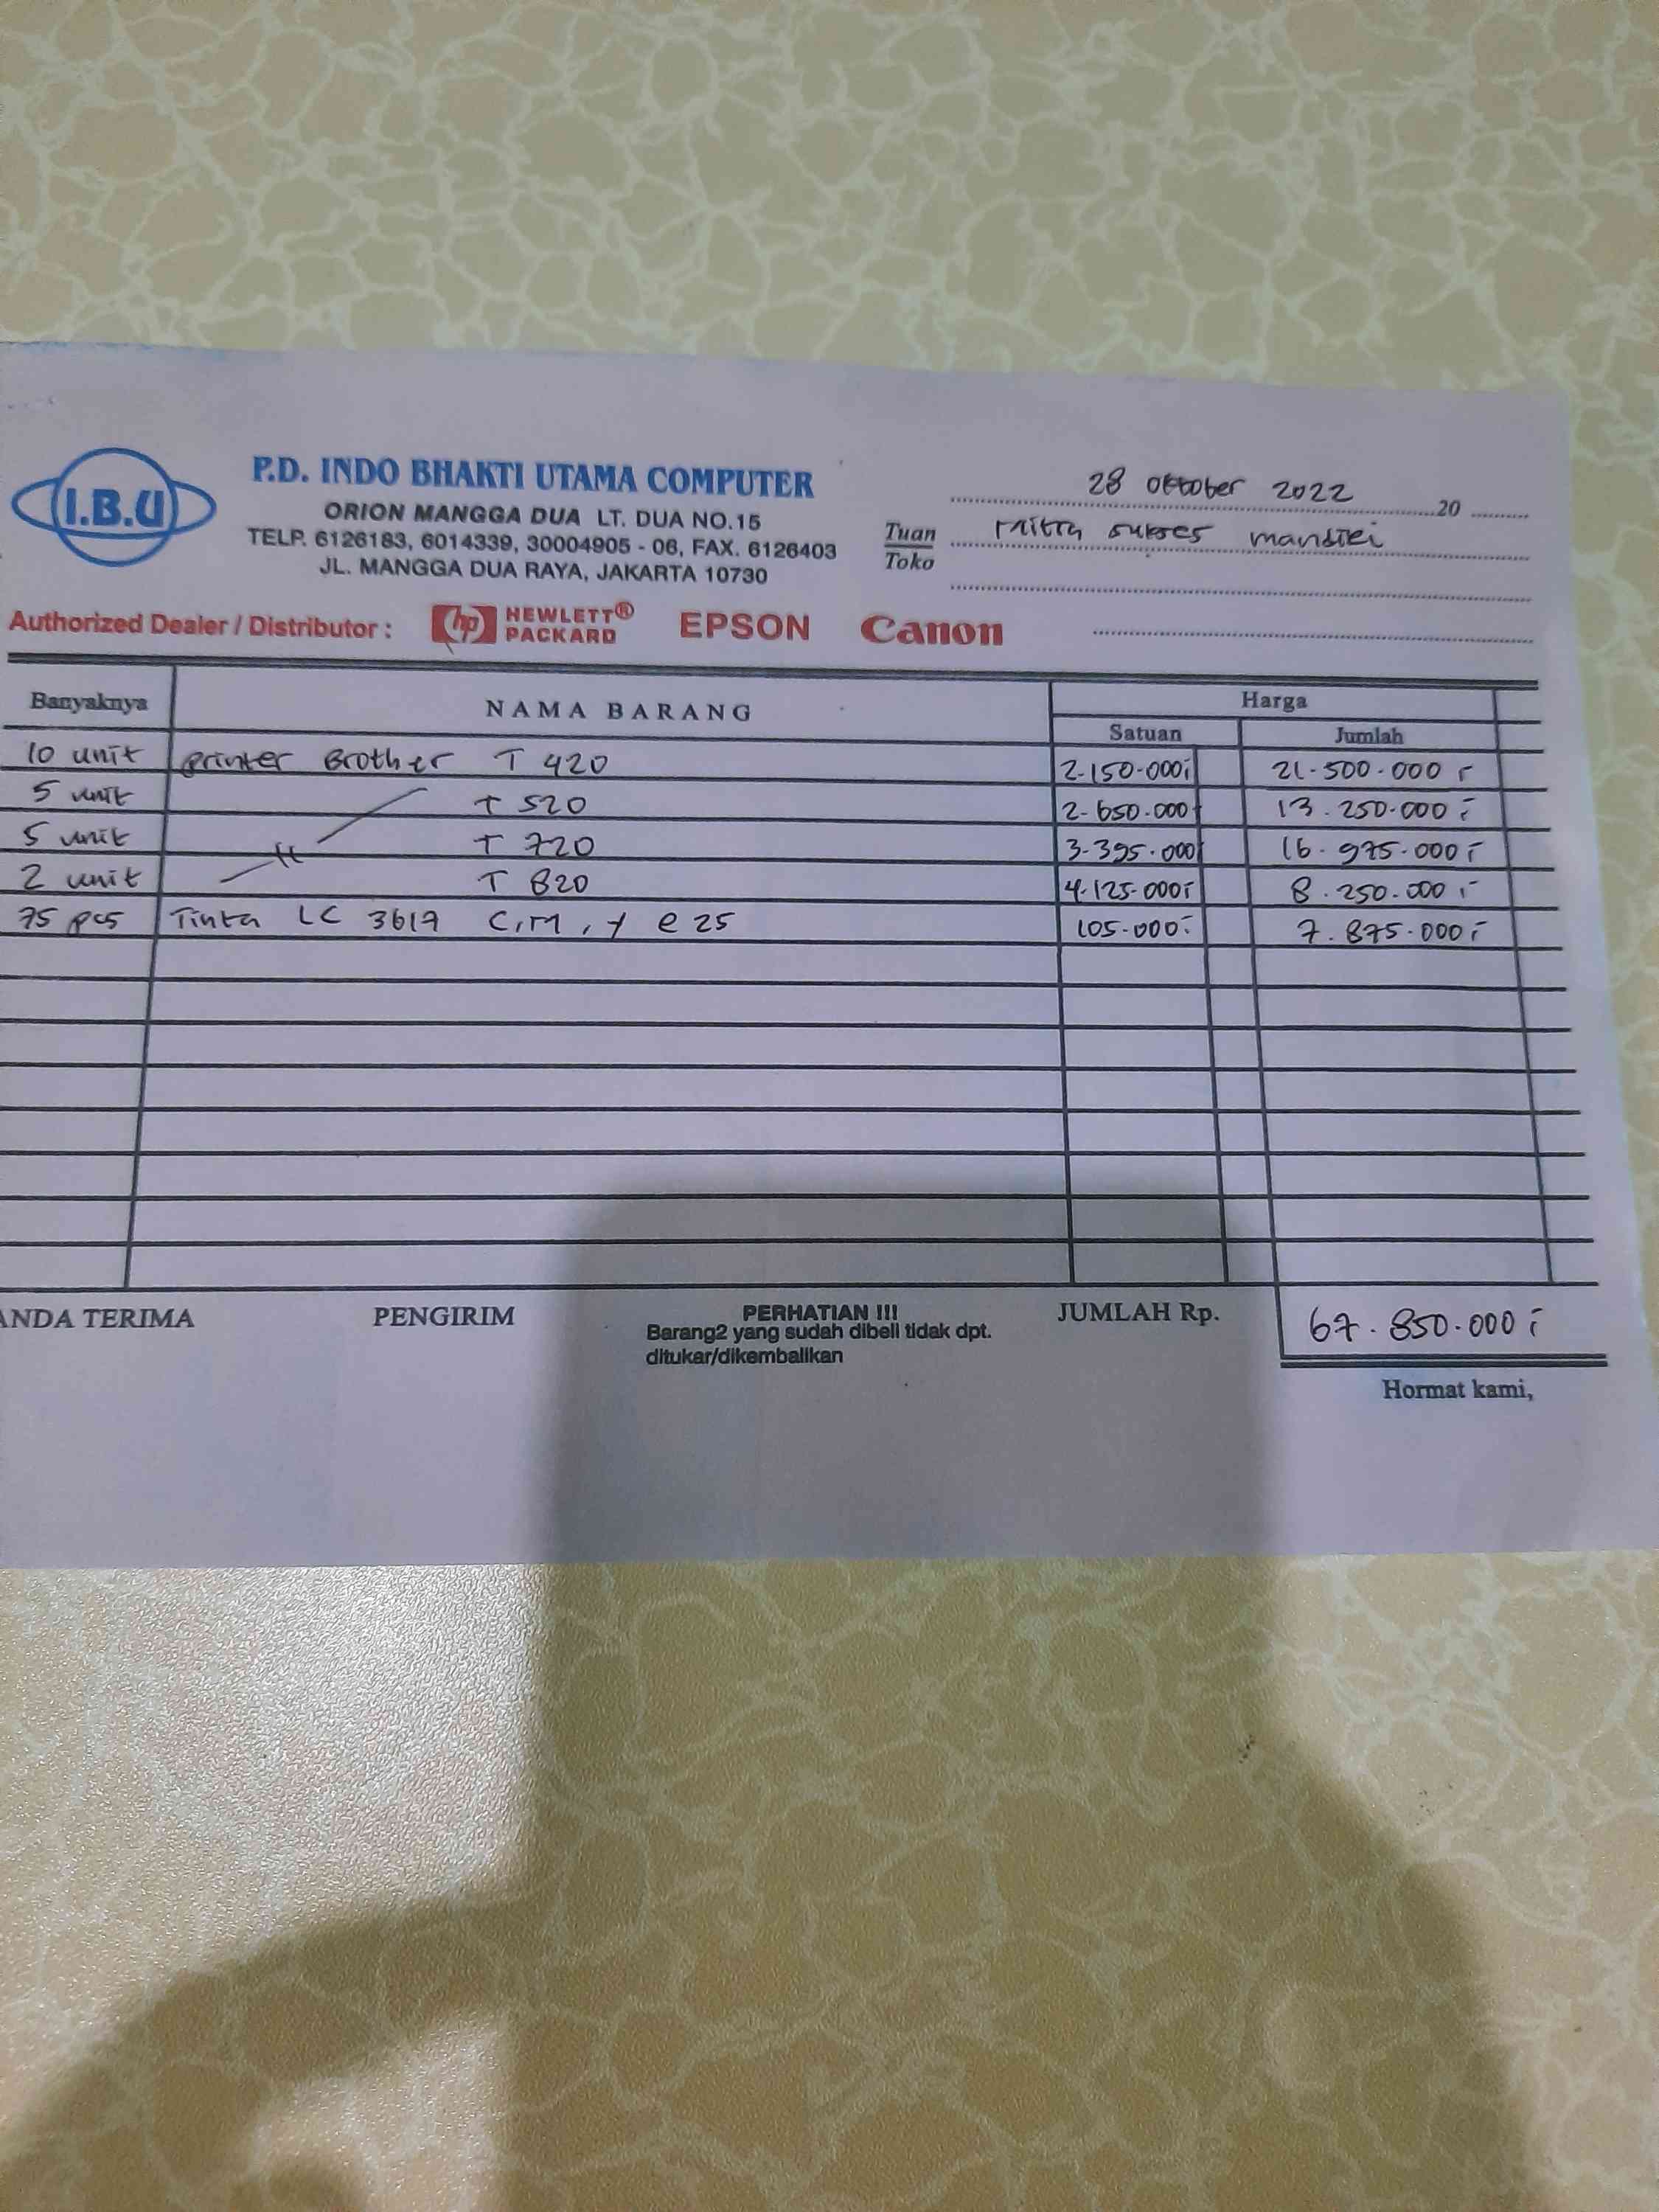 I.B.U
P.D. INDO BHAKTI UTAMA COMPUTER
ORION MANGGA DUA LT. DUA NO.15
TELP. 6126183, 6014339, 30004905 - 06, FAX. 6126403
JL. MANGGA DUA RAYA, JAKARTA 10730
28 Oktober 2022 20
Tuan Mitra sukses mandiri
Toko
Authorized Dealer / Distributor : hp HEWLETT® PACKARD EPSON Canon
Banyaknya NAMA BARANG Harga
Satuan Jumlah
10 unit printer Brother T 420 2.150.000 21.500.000
5 unit T 520 2.650.000 13.250.000
5 unit T 720 3.395.000 16.975.000
2 unit T 820 4.125.000 8.250.000
75 pcs Tinta LC 3617 C,M,Y @ 25 105.000 7.875.000
ANDA TERIMA PENGIRIM PERHATIAN !!! JUMLAH Rp. 67.850.000
Barang2 yang sudah dibeli tidak dpt.
ditukar/dikembalikan
Hormat kami,